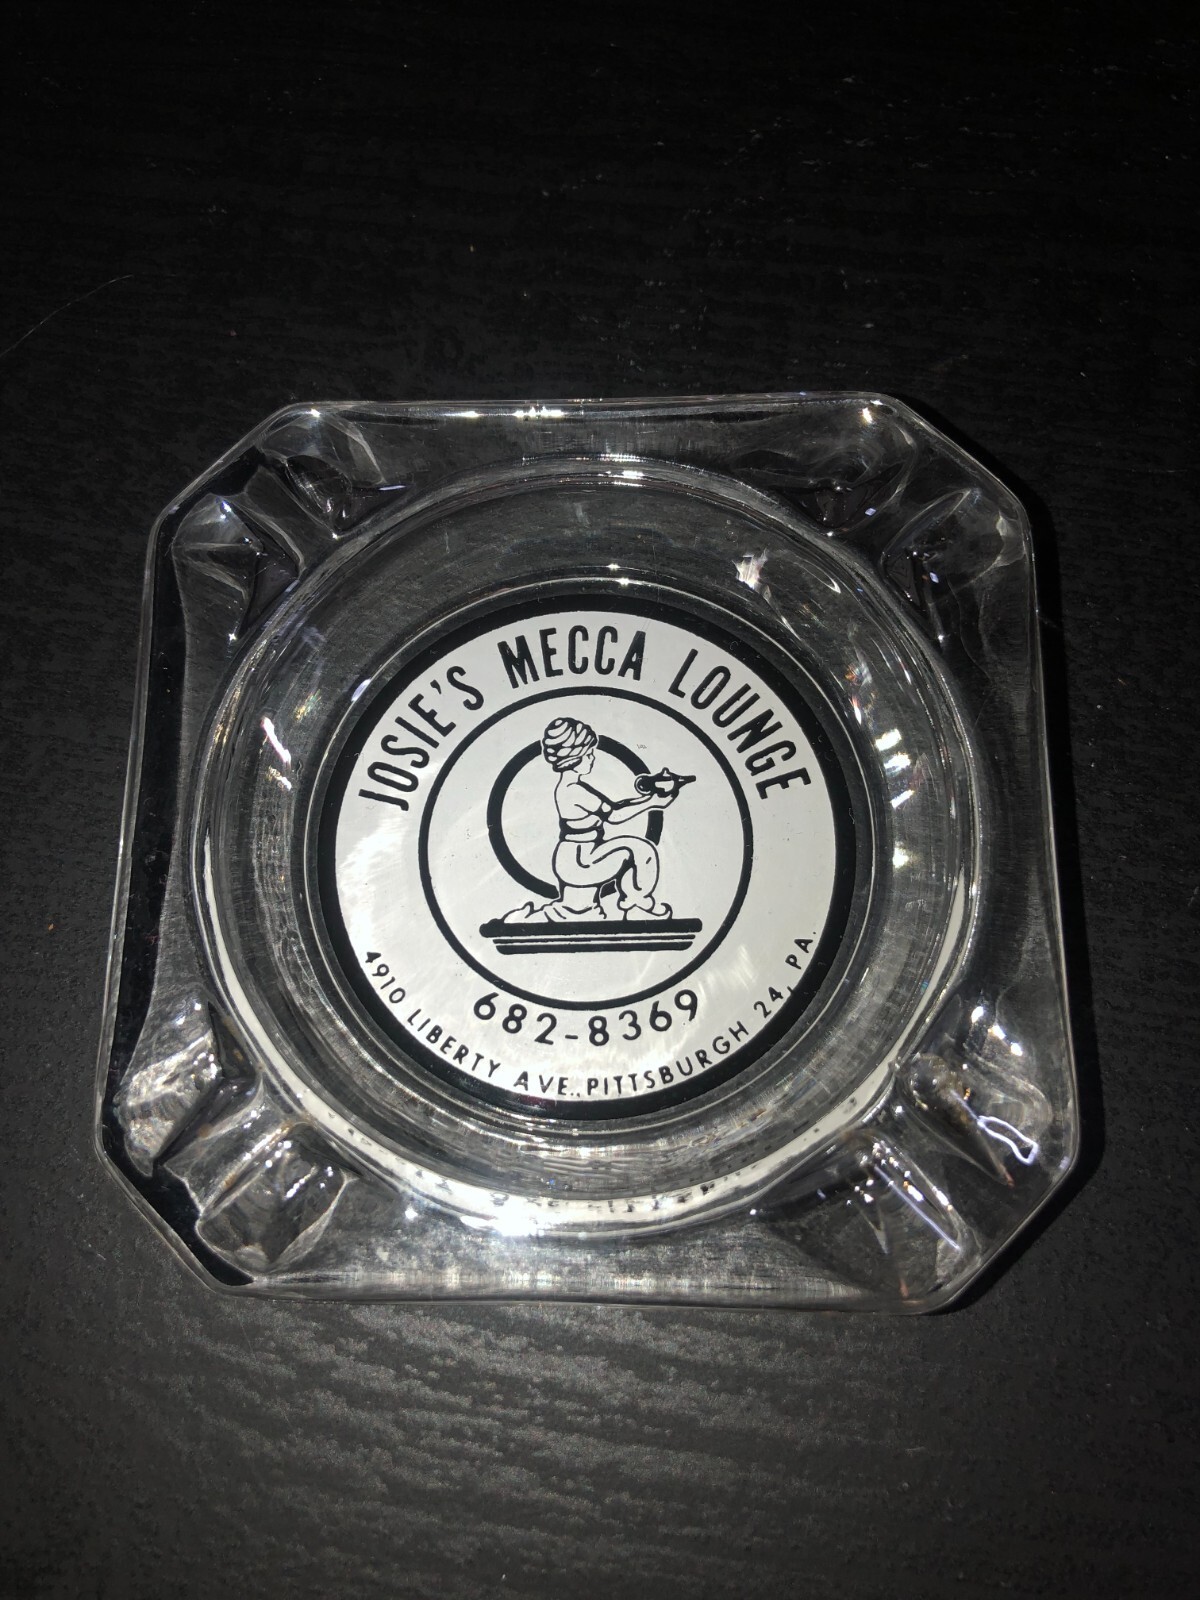 JOSIE'S MECCA LOUNGE
682-8369
4910 LIBERTY AVE., PITTSBURGH 24, PA.